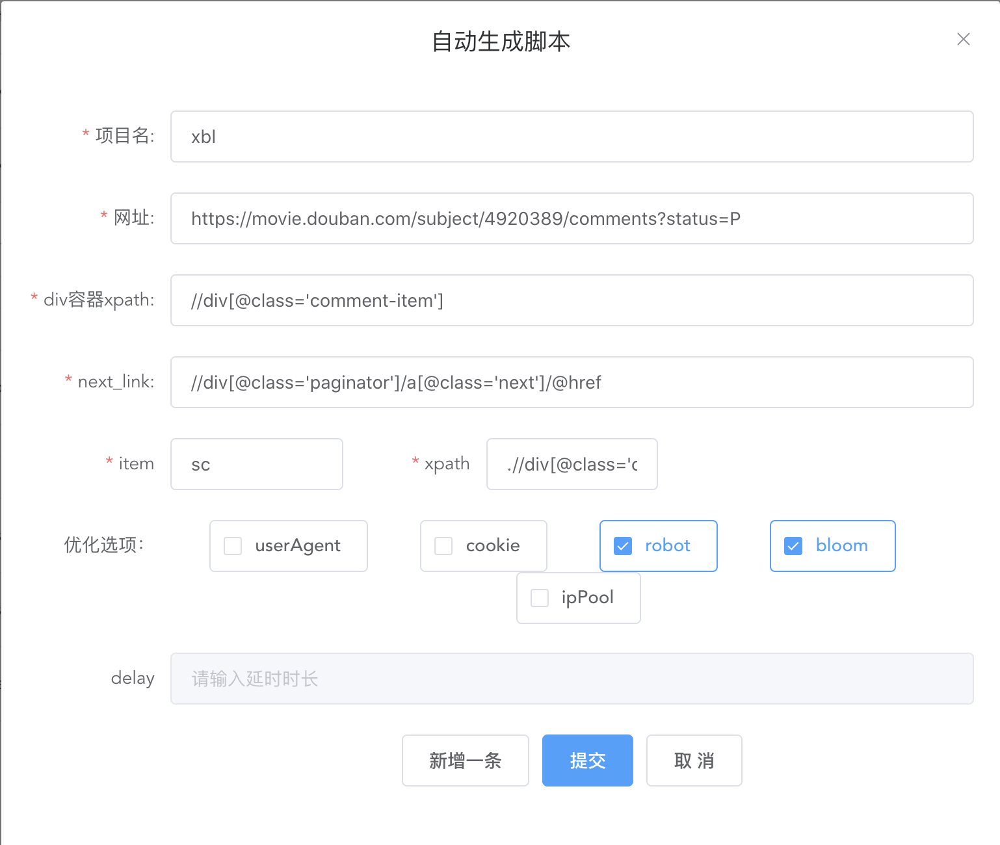 自动生成脚本
* 项目名: xbl
* 网址: https://movie.douban.com/subject/4920389/comments?status=P
* div容器xpath: //div[@class='comment-item']
* next_link: //div[@class='paginator']/a[@class='next']/@href
* item sc * xpath .//div[@class='c
优化选项: userAgent cookie robot bloom
ipPool
delay 请输入延时时长
新增一条 提交 取 消